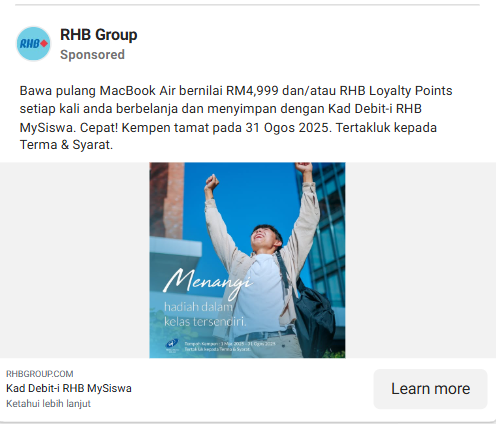 RHB
RHB Group
Sponsored
Bawa pulang MacBook Air bernilai RM4,999 dan/atau RHB Loyalty Points
setiap kali anda berbelanja dan menyimpan dengan Kad Debit-i RHB
MySiswa. Cepat! Kempen tamat pada 31 Ogos 2025. Tertakluk kepada
Terma & Syarat.
Menangi
hadiah dalam
kelas tersendiri.
Tempoh Kempen: 1 Mac 2025 - 31 Ogos 2025
Tertakluk kepada Terma & Syarat.
RHBGROUP.COM
Kad Debit-i RHB MySiswa
Ketahui lebih lanjut
Learn more